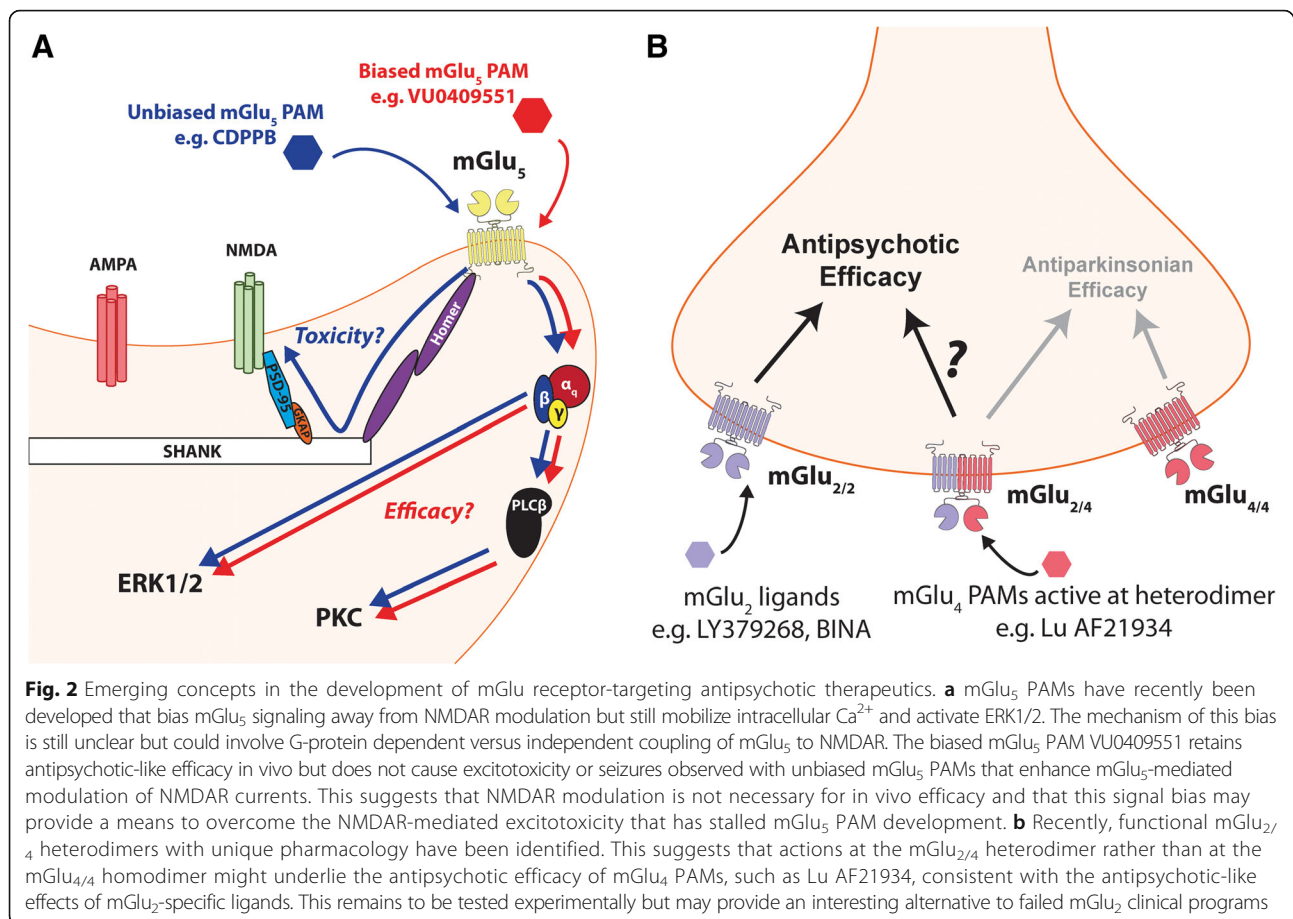 A
Biased mGlu₅ PAM
e.g. VU0409551
Unbiased mGlu₅ PAM
e.g. CDPPB
mGlu₅
NMDA
AMPA
Toxicity?
Homer
PSD-95
GKAP
SHANK
β
α_q
γ
Efficacy?
PLCβ
ERK1/2
PKC
B
Antipsychotic
Efficacy
Antiparkinsonian
Efficacy
?
mGlu₂/₂
mGlu₂/₄
mGlu₄/₄
mGlu₂ ligands
e.g. LY379268, BINA
mGlu₄ PAMs active at heterodimer
e.g. Lu AF21934
Fig. 2 Emerging concepts in the development of mGlu receptor-targeting antipsychotic therapeutics. a mGlu₅ PAMs have recently been
developed that bias mGlu₅ signaling away from NMDAR modulation but still mobilize intracellular Ca²⁺ and activate ERK1/2. The mechanism of this bias
is still unclear but could involve G-protein dependent versus independent coupling of mGlu₅ to NMDAR. The biased mGlu₅ PAM VU0409551 retains
antipsychotic-like efficacy in vivo but does not cause excitotoxicity or seizures observed with unbiased mGlu₅ PAMs that enhance mGlu₅-mediated
modulation of NMDAR currents. This suggests that NMDAR modulation is not necessary for in vivo efficacy and that this signal bias may
provide a means to overcome the NMDAR-mediated excitotoxicity that has stalled mGlu₅ PAM development. b Recently, functional mGlu₂/
₄ heterodimers with unique pharmacology have been identified. This suggests that actions at the mGlu₂/₄ heterodimer rather than at the
mGlu₄/₄ homodimer might underlie the antipsychotic efficacy of mGlu₄ PAMs, such as Lu AF21934, consistent with the antipsychotic-like
effects of mGlu₂-specific ligands. This remains to be tested experimentally but may provide an interesting alternative to failed mGlu₂ clinical programs